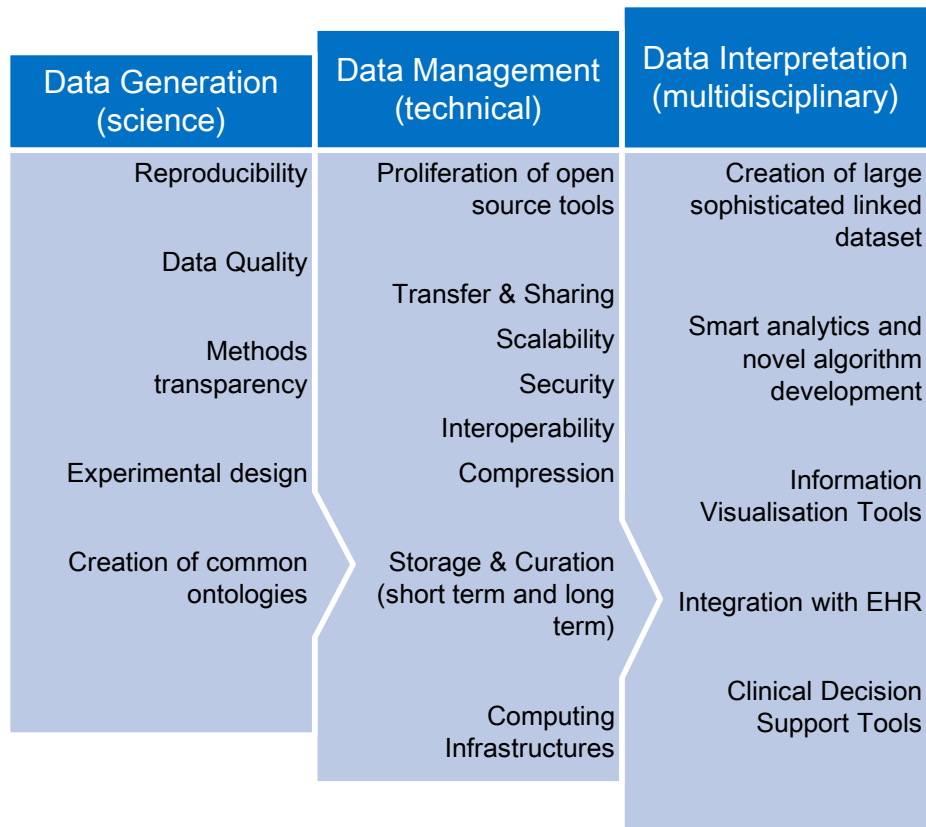 Data Generation
(science)
Reproducibility
Data Quality
Methods
transparency
Experimental design
Creation of common
ontologies
Data Management
(technical)
Proliferation of open
source tools
Transfer & Sharing
Scalability
Security
Interoperability
Compression
Storage & Curation
(short term and long
term)
Computing
Infrastructures
Data Interpretation
(multidisciplinary)
Creation of large
sophisticated linked
dataset
Smart analytics and
novel algorithm
development
Information
Visualisation Tools
Integration with EHR
Clinical Decision
Support Tools